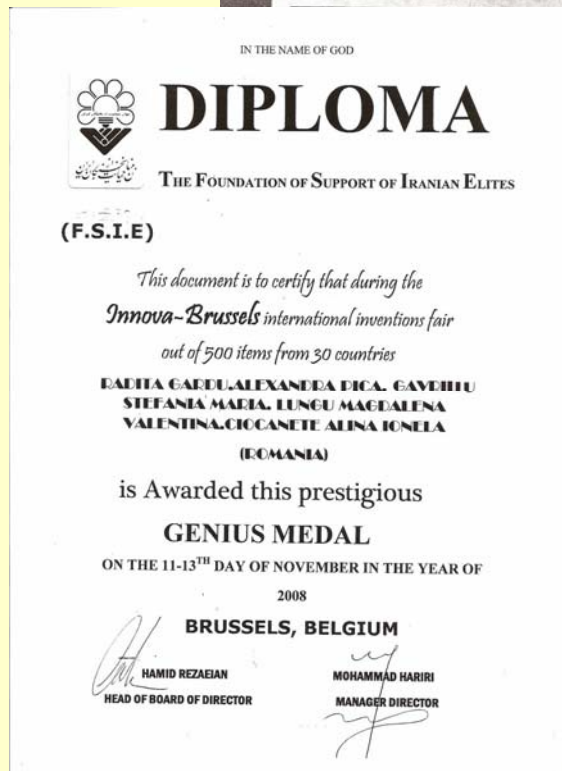 IN THE NAME OF GOD
DIPLOMA
THE FOUNDATION OF SUPPORT OF IRANIAN ELITES
(F.S.I.E)
This document is to certify that during the
Innova-Brussels international inventions fair
out of 500 items from 30 countries
RADITA GARDU.ALEXANDRA PICA. GAVRILIU
STEFANIA MARIA. LUNGU MAGDALENA
VALENTINA.CIOCANETE ALINA IONELA
(ROMANIA)
is Awarded this prestigious
GENIUS MEDAL
ON THE 11-13TH DAY OF NOVEMBER IN THE YEAR OF
2008
BRUSSELS, BELGIUM
HAMID REZAEIAN
HEAD OF BOARD OF DIRECTOR
MOHAMMAD HARIRI
MANAGER DIRECTOR